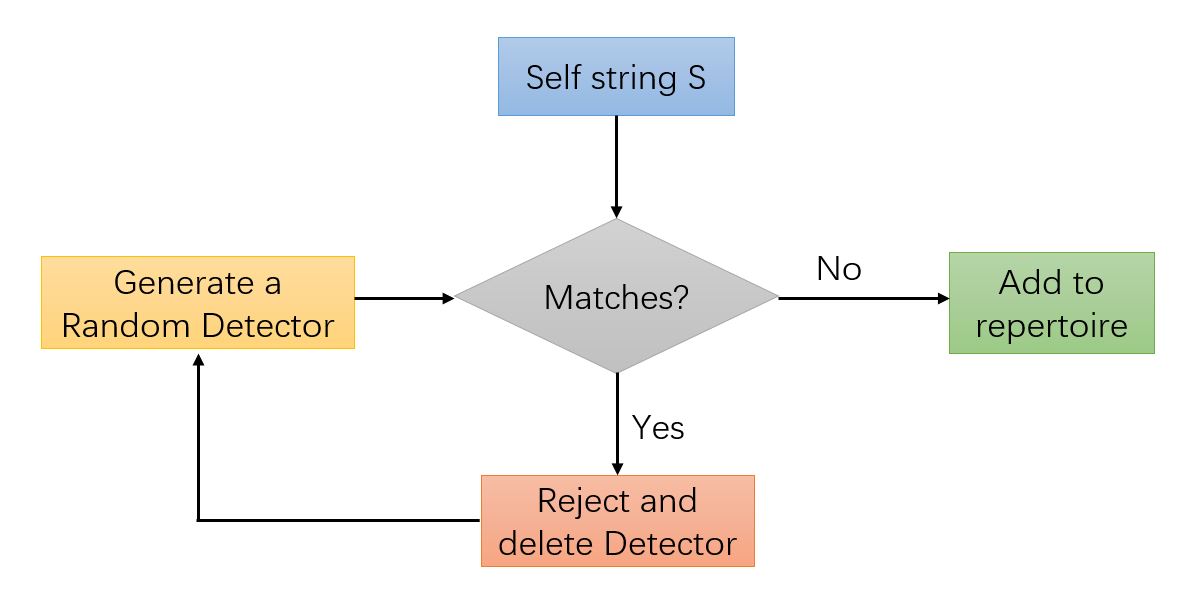 Self string S
Generate a
Random Detector
Matches?
No
Add to
repertoire
Yes
Reject and
delete Detector